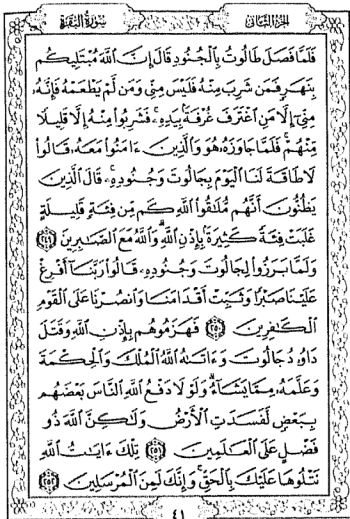 الجزء الثاني
سورة البقرة
فَلَمَّا فَصَلَ طَالُوتُ بِالْجُنُودِ قَالَ إِنَّ اللَّهَ مُبْتَلِيكُم
بِنَهَرٍ فَمَن شَرِبَ مِنْهُ فَلَيْسَ مِنِّي وَمَن لَّمْ يَطْعَمْهُ فَإِنَّهُ
مِنِّي إِلَّا مَنِ اغْتَرَفَ غُرْفَةً بِيَدِهِ فَشَرِبُوا مِنْهُ إِلَّا قَلِيلًا
مِّنْهُمْ فَلَمَّا جَاوَزَهُ هُوَ وَالَّذِينَ ءَامَنُوا مَعَهُ قَالُوا
لَا طَاقَةَ لَنَا الْيَوْمَ بِجَالُوتَ وَجُنُودِهِ قَالَ الَّذِينَ
يَظُنُّونَ أَنَّهُم مُّلَاقُوا اللَّهِ كَم مِّن فِئَةٍ قَلِيلَةٍ
غَلَبَتْ فِئَةً كَثِيرَةً بِإِذْنِ اللَّهِ وَاللَّهُ مَعَ الصَّابِرِينَ ٢٤٩
وَلَمَّا بَرَزُوا لِجَالُوتَ وَجُنُودِهِ قَالُوا رَبَّنَا أَفْرِغْ
عَلَيْنَا صَبْرًا وَثَبِّتْ أَقْدَامَنَا وَانصُرْنَا عَلَى الْقَوْمِ
الْكَافِرِينَ ٢٥٠ فَهَزَمُوهُم بِإِذْنِ اللَّهِ وَقَتَلَ
دَاوُدُ جَالُوتَ وَءَاتَاهُ اللَّهُ الْمُلْكَ وَالْحِكْمَةَ
وَعَلَّمَهُ مِمَّا يَشَاءُ وَلَوْلَا دَفْعُ اللَّهِ النَّاسَ بَعْضَهُم
بِبَعْضٍ لَّفَسَدَتِ الْأَرْضُ وَلَٰكِنَّ اللَّهَ ذُو
فَضْلٍ عَلَى الْعَالَمِينَ ٢٥١ تِلْكَ ءَايَاتُ اللَّهِ
نَتْلُوهَا عَلَيْكَ بِالْحَقِّ وَإِنَّكَ لَمِنَ الْمُرْسَلِينَ ٢٥٢
٤١